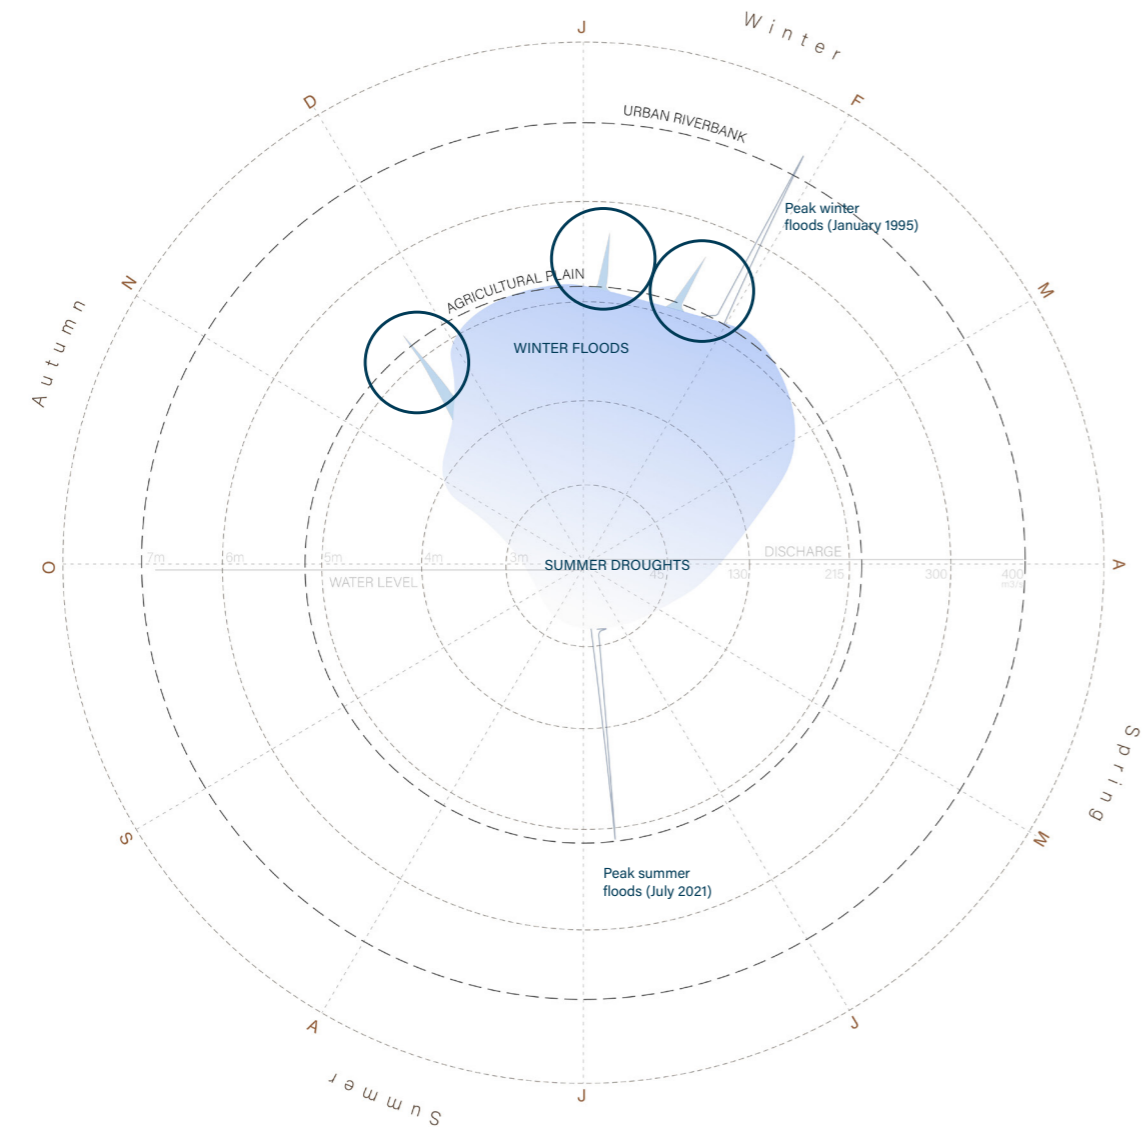 J
Winter
D
F
URBAN RIVERBANK
Peak winter
floods (January 1995)
AGRICULTURAL PLAIN
N
M
Autumn
WINTER FLOODS
DISCHARGE
7m
6m
5m
4m
3m
SUMMER DROUGHTS
O
A
45
130
215
300
400
m3/s
WATER LEVEL
Spring
S
M
Peak summer
floods (July 2021)
A
J
Summer
J